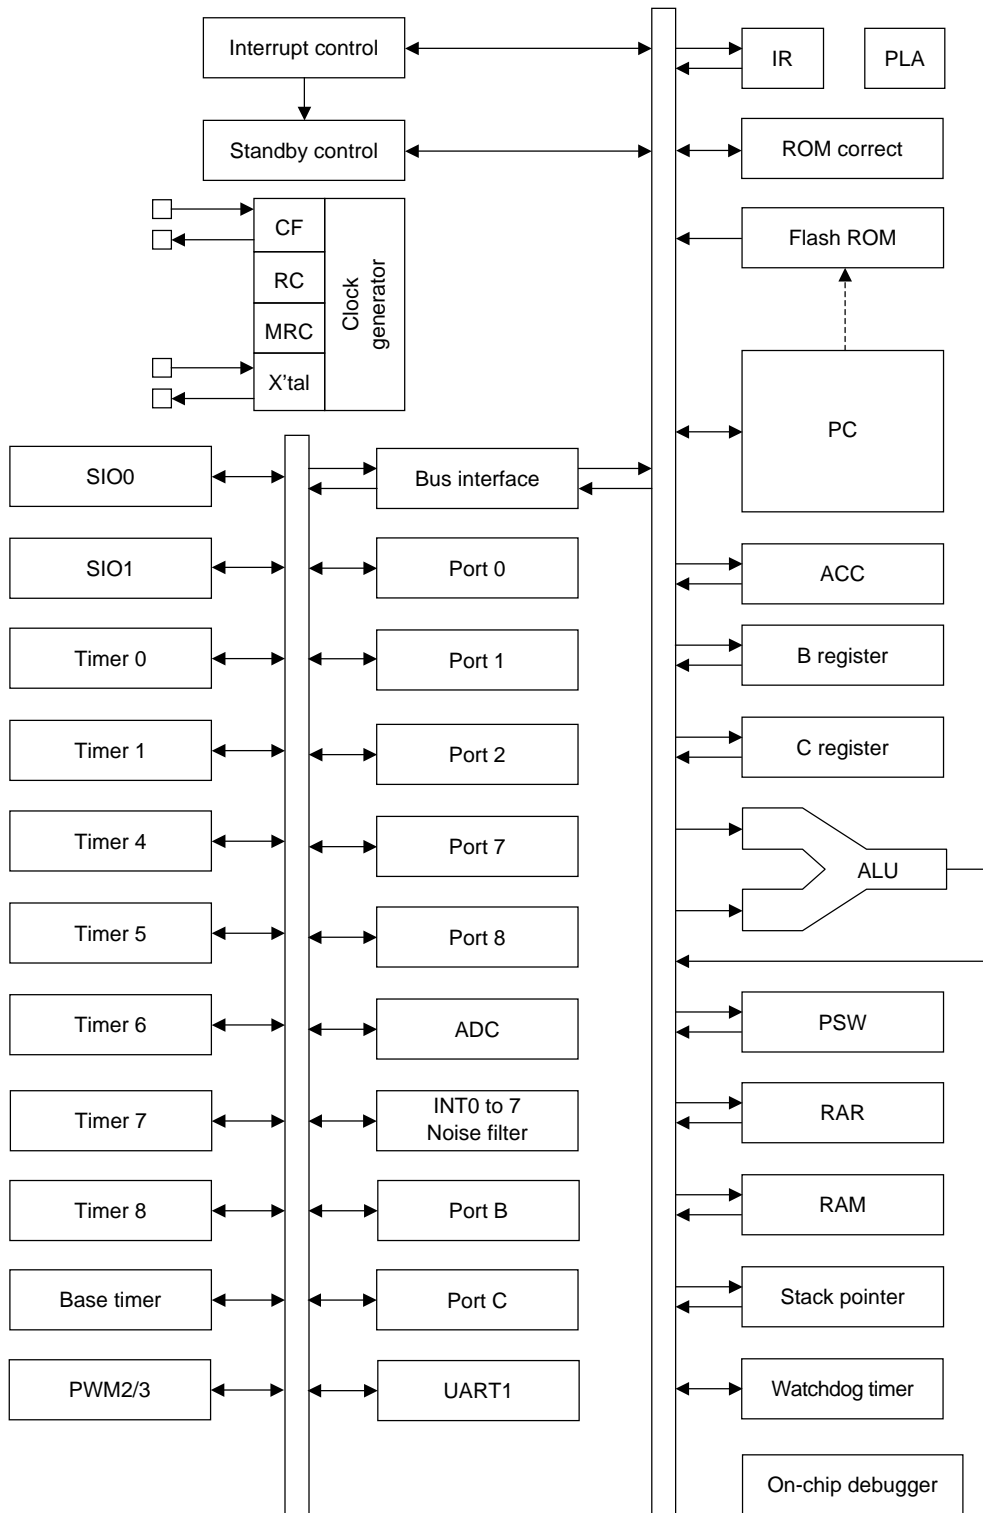 Interrupt control
IR
PLA
Standby control
ROM correct
CF
RC
MRC
X'tal
Clock
generator
Flash ROM
PC
SIO0
Bus interface
SIO1
Port 0
ACC
Timer 0
Port 1
B register
Timer 1
Port 2
C register
Timer 4
Port 7
ALU
Timer 5
Port 8
Timer 6
ADC
PSW
Timer 7
INT0 to 7
Noise filter
RAR
Timer 8
Port B
RAM
Base timer
Port C
Stack pointer
PWM2/3
UART1
Watchdog timer
On-chip debugger